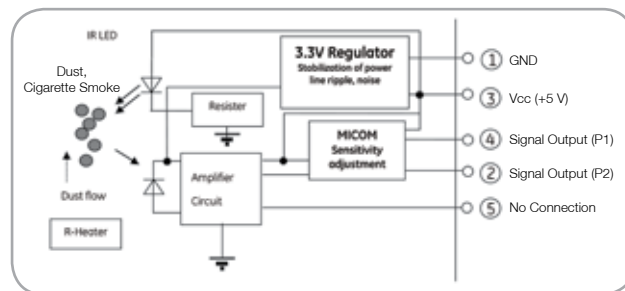 IR LED
Dust,
Cigarette Smoke
Dust flow
R-Heater
Resister
3.3V Regulator
Stabilization of power
line ripple, noise
MICOM
Sensitivity
adjustment
Amplifier
Circuit
① GND
③ Vcc (+5 V)
④ Signal Output (P1)
② Signal Output (P2)
⑤ No Connection